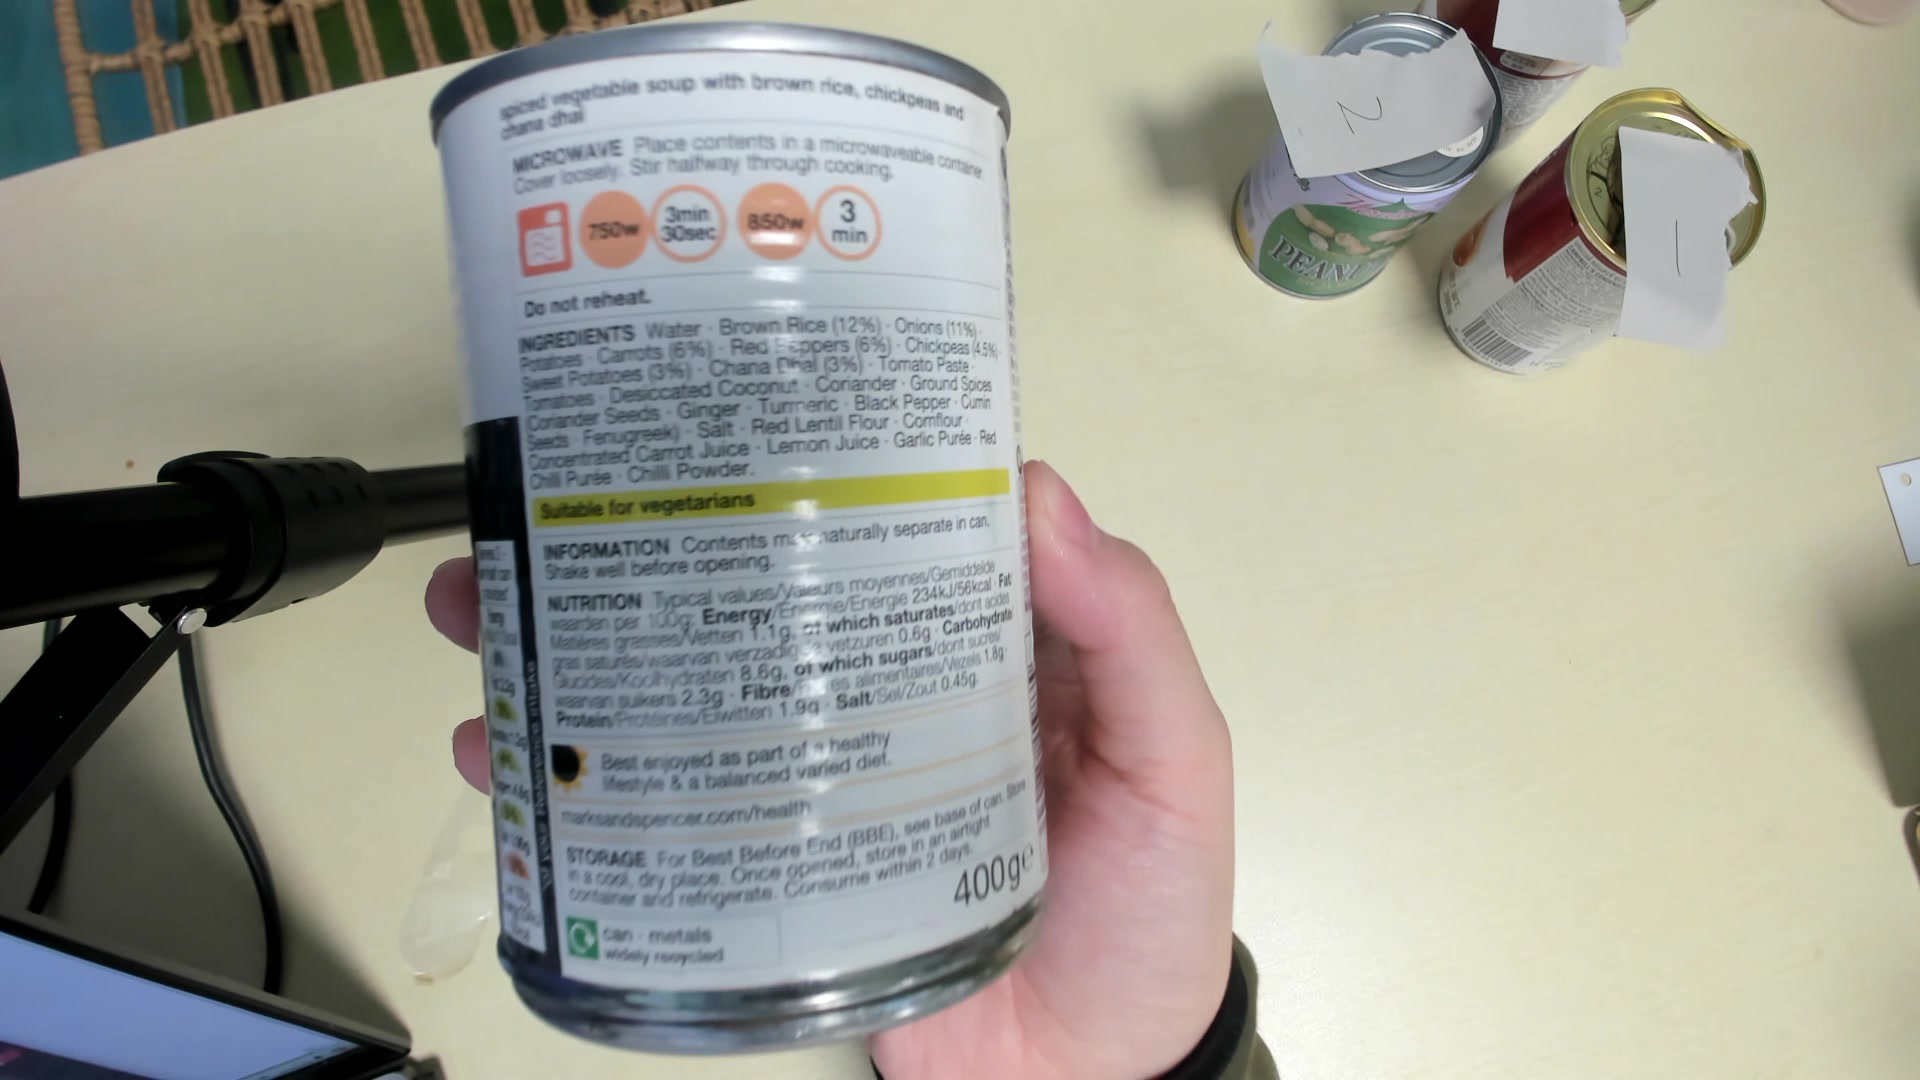 spiced vegetable soup with brown rice, chickpeas and
chana dhal
MICROWAVE Place contents in a microwaveable container.
Cover loosely. Stir halfway through cooking.
750w 3min 30sec 850w 3 min
Do not reheat.
INGREDIENTS Water · Brown Rice (12%) · Onions (11%) ·
Potatoes · Carrots (6%) · Red Peppers (6%) · Chickpeas (4.5%) ·
Sweet Potatoes (3%) · Chana Dhal (3%) · Tomato Paste ·
Tomatoes · Desiccated Coconut · Coriander · Ground Spices
Coriander Seeds · Ginger · Turmeric · Black Pepper · Cumin
Seeds · Fenugreek) · Salt · Red Lentil Flour · Cornflour ·
Concentrated Carrot Juice · Lemon Juice · Garlic Purée · Red
Chilli Purée · Chilli Powder.
Suitable for vegetarians
INFORMATION Contents may naturally separate in can.
Shake well before opening.
NUTRITION Typical values/Valeurs moyennes/Gemiddelde
waarden per 100g: Energy/Énergie/Energie 234kJ/56kcal · Fat/
Matières grasses/Vetten 1.1g, of which saturates/dont acides
gras saturés/waarvan verzadigde vetzuren 0.6g · Carbohydrate/
Glucides/Koolhydraten 8.6g, of which sugars/dont sucres/
waarvan suikers 2.3g · Fibre/Fibres alimentaires/Vezels 1.8g ·
Protein/Protéines/Eiwitten 1.9g · Salt/Sel/Zout 0.45g.
Best enjoyed as part of a healthy
lifestyle & a balanced varied diet.
marksandspencer.com/health
STORAGE For Best Before End (BBE), see base of can. Store
in a cool, dry place. Once opened, store in an airtight
container and refrigerate. Consume within 2 days.
400ge
can · metals
widely recycled
2
PEANU
1